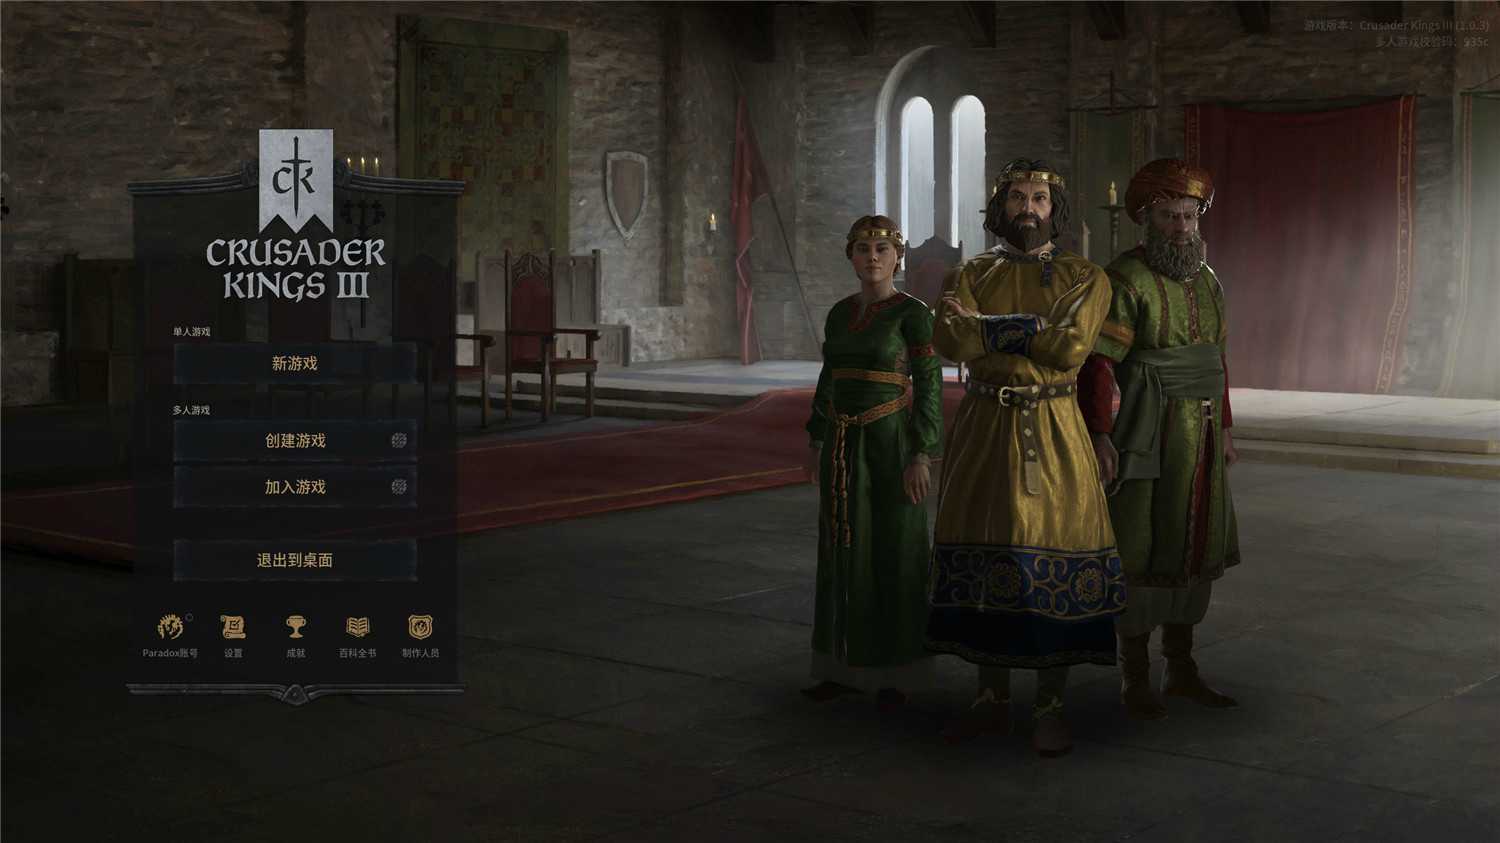 游戏版本：Crusader Kings III (1.0.3)
多人游戏校验码：935c
CK
CRUSADER
KINGS III
单人游戏
新游戏
多人游戏
创建游戏
加入游戏
退出到桌面
Paradox账号 设置 成就 百科全书 制作人员